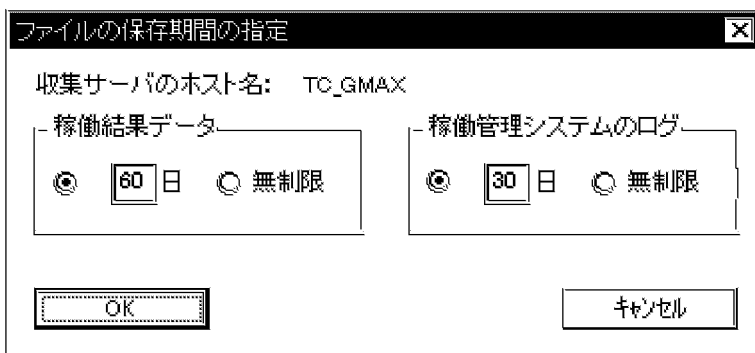 ファイルの保存期間の指定
収集サーバのホスト名: TC_GMAX
稼働結果データ
60 日 無制限
稼働管理システムのログ
30 日 無制限
OK
キャンセル